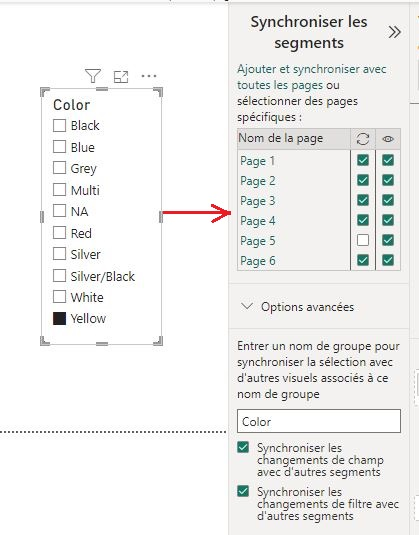 Synchroniser les
segments
Ajouter et synchroniser avec
toutes les pages ou
sélectionner des pages
spécifiques :
Nom de la page
Page 1
Page 2
Page 3
Page 4
Page 5
Page 6
Color
Black
Blue
Grey
Multi
NA
Red
Silver
Silver/Black
White
Yellow
Options avancées
Entrer un nom de groupe pour
synchroniser la sélection avec
d'autres visuels associés à ce
nom de groupe
Color
Synchroniser les
changements de champ
avec d'autres segments
Synchroniser les
changements de filtre avec
d'autres segments